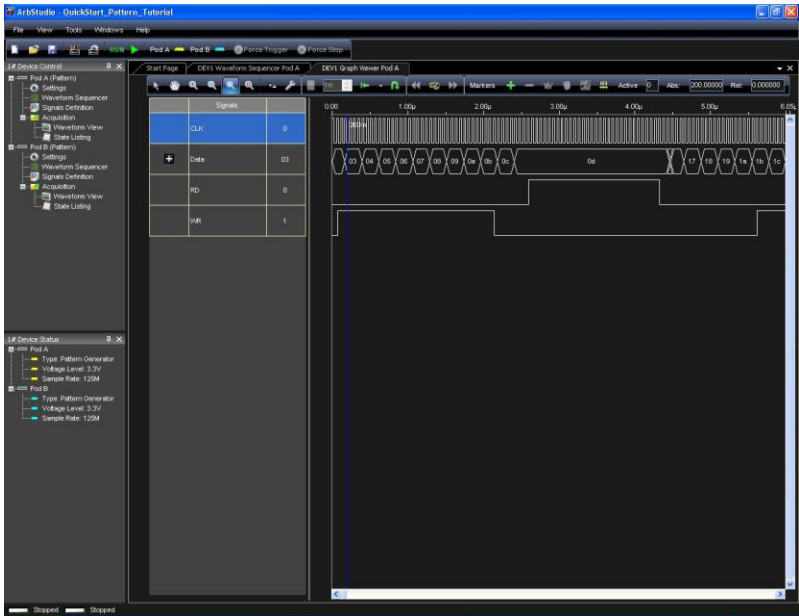 ArbStudio - QuickStart_Pattern_Tutorial
File View Tools Windows Help
RUN Pod A Pod B Force Trigger Force Stop
1# Device Control
Pod A (Pattern)
Settings
Waveform Sequencer
Signals Definition
Acquisition
Waveform View
State Listing
Pod B (Pattern)
Settings
Waveform Sequencer
Signals Definition
Acquisition
Waveform View
State Listing
Start Page DEV1 Waveform Sequencer Pod A DEV1 Graph Viewer Pod A
Markers Active 0 Abs: 200.00000 Rel: 0.000000
Signals
0.00 1.00µ 2.00µ 3.00µ 4.00µ 5.00µ 6.05µ
CLK 0
Data 03 03 04 05 06 07 08 09 0a 0b 0c 0d 17 18 19 1a 1b 1c
RD 0
WR 1
1# Device Status
Pod A
Type: Pattern Generator
Voltage Level: 3.3V
Sample Rate: 125M
Pod B
Type: Pattern Generator
Voltage Level: 3.3V
Sample Rate: 125M
Stopped Stopped